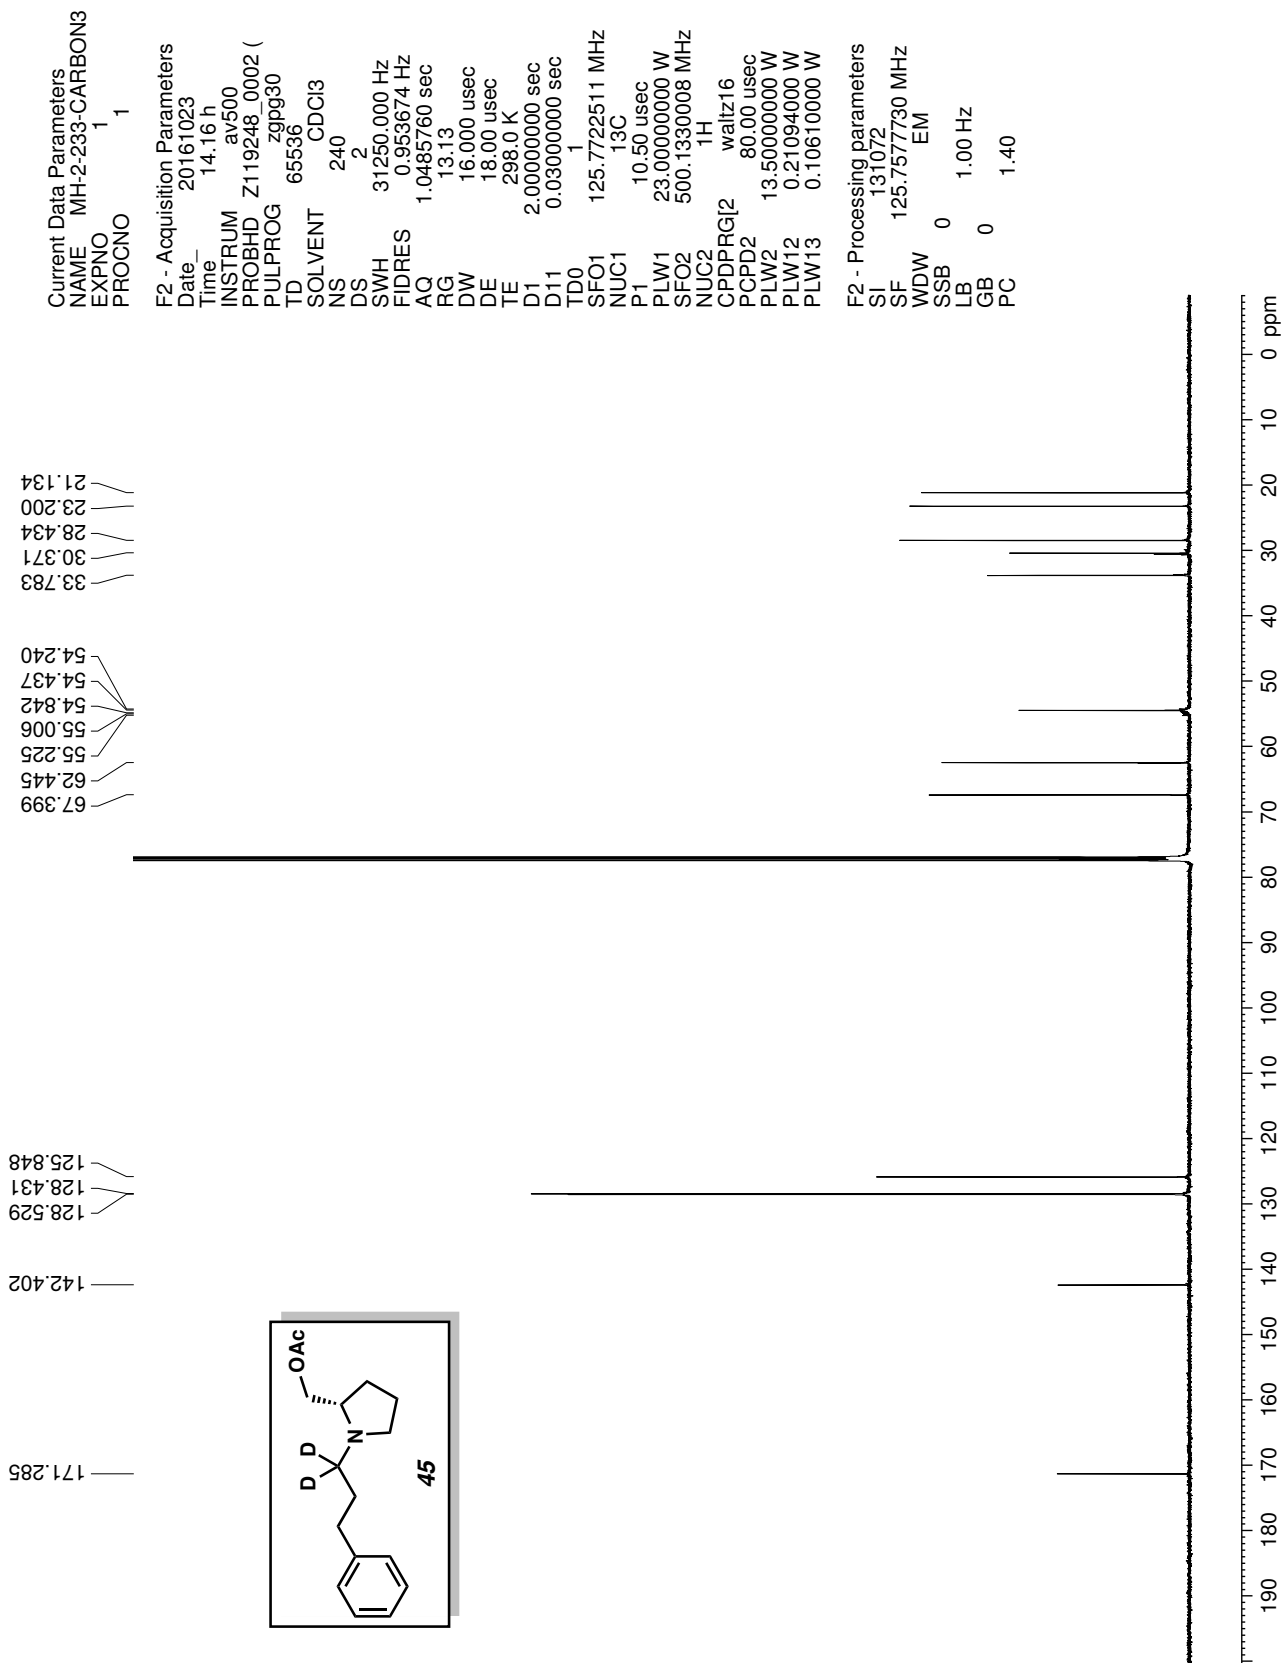 Current Data Parameters
NAME MH-2-233-CARBON3
EXPNO 1
PROCNO 1
F2 - Acquisition Parameters
Date_ 20161023
Time 14.16 h
INSTRUM av500
PROBHD Z119248_0002 (
PULPROG zgpg30
TD 65536
SOLVENT CDCl3
NS 240
DS 2
SWH 31250.000 Hz
FIDRES 0.953674 Hz
AQ 1.0485760 sec
RG 13.13
DW 16.000 usec
DE 18.00 usec
TE 298.0 K
D1 2.00000000 sec
D11 0.03000000 sec
TD0 1
SFO1 125.7722511 MHz
NUC1 13C
P1 10.50 usec
PLW1 23.00000000 W
SFO2 500.1330008 MHz
NUC2 1H
CPDPRG[2 waltz16
PCPD2 80.00 usec
PLW2 13.50000000 W
PLW12 0.21094000 W
PLW13 0.10610000 W
F2 - Processing parameters
SI 131072
SF 125.7577730 MHz
WDW EM
SSB 0
LB 1.00 Hz
GB 0
PC 1.40
171.285
142.402
128.529
128.431
125.848
67.399
62.445
55.225
55.006
54.842
54.437
54.240
33.783
30.371
28.434
23.200
21.134
D D
OAc
N
45
190 180 170 160 150 140 130 120 110 100 90 80 70 60 50 40 30 20 10 0 ppm